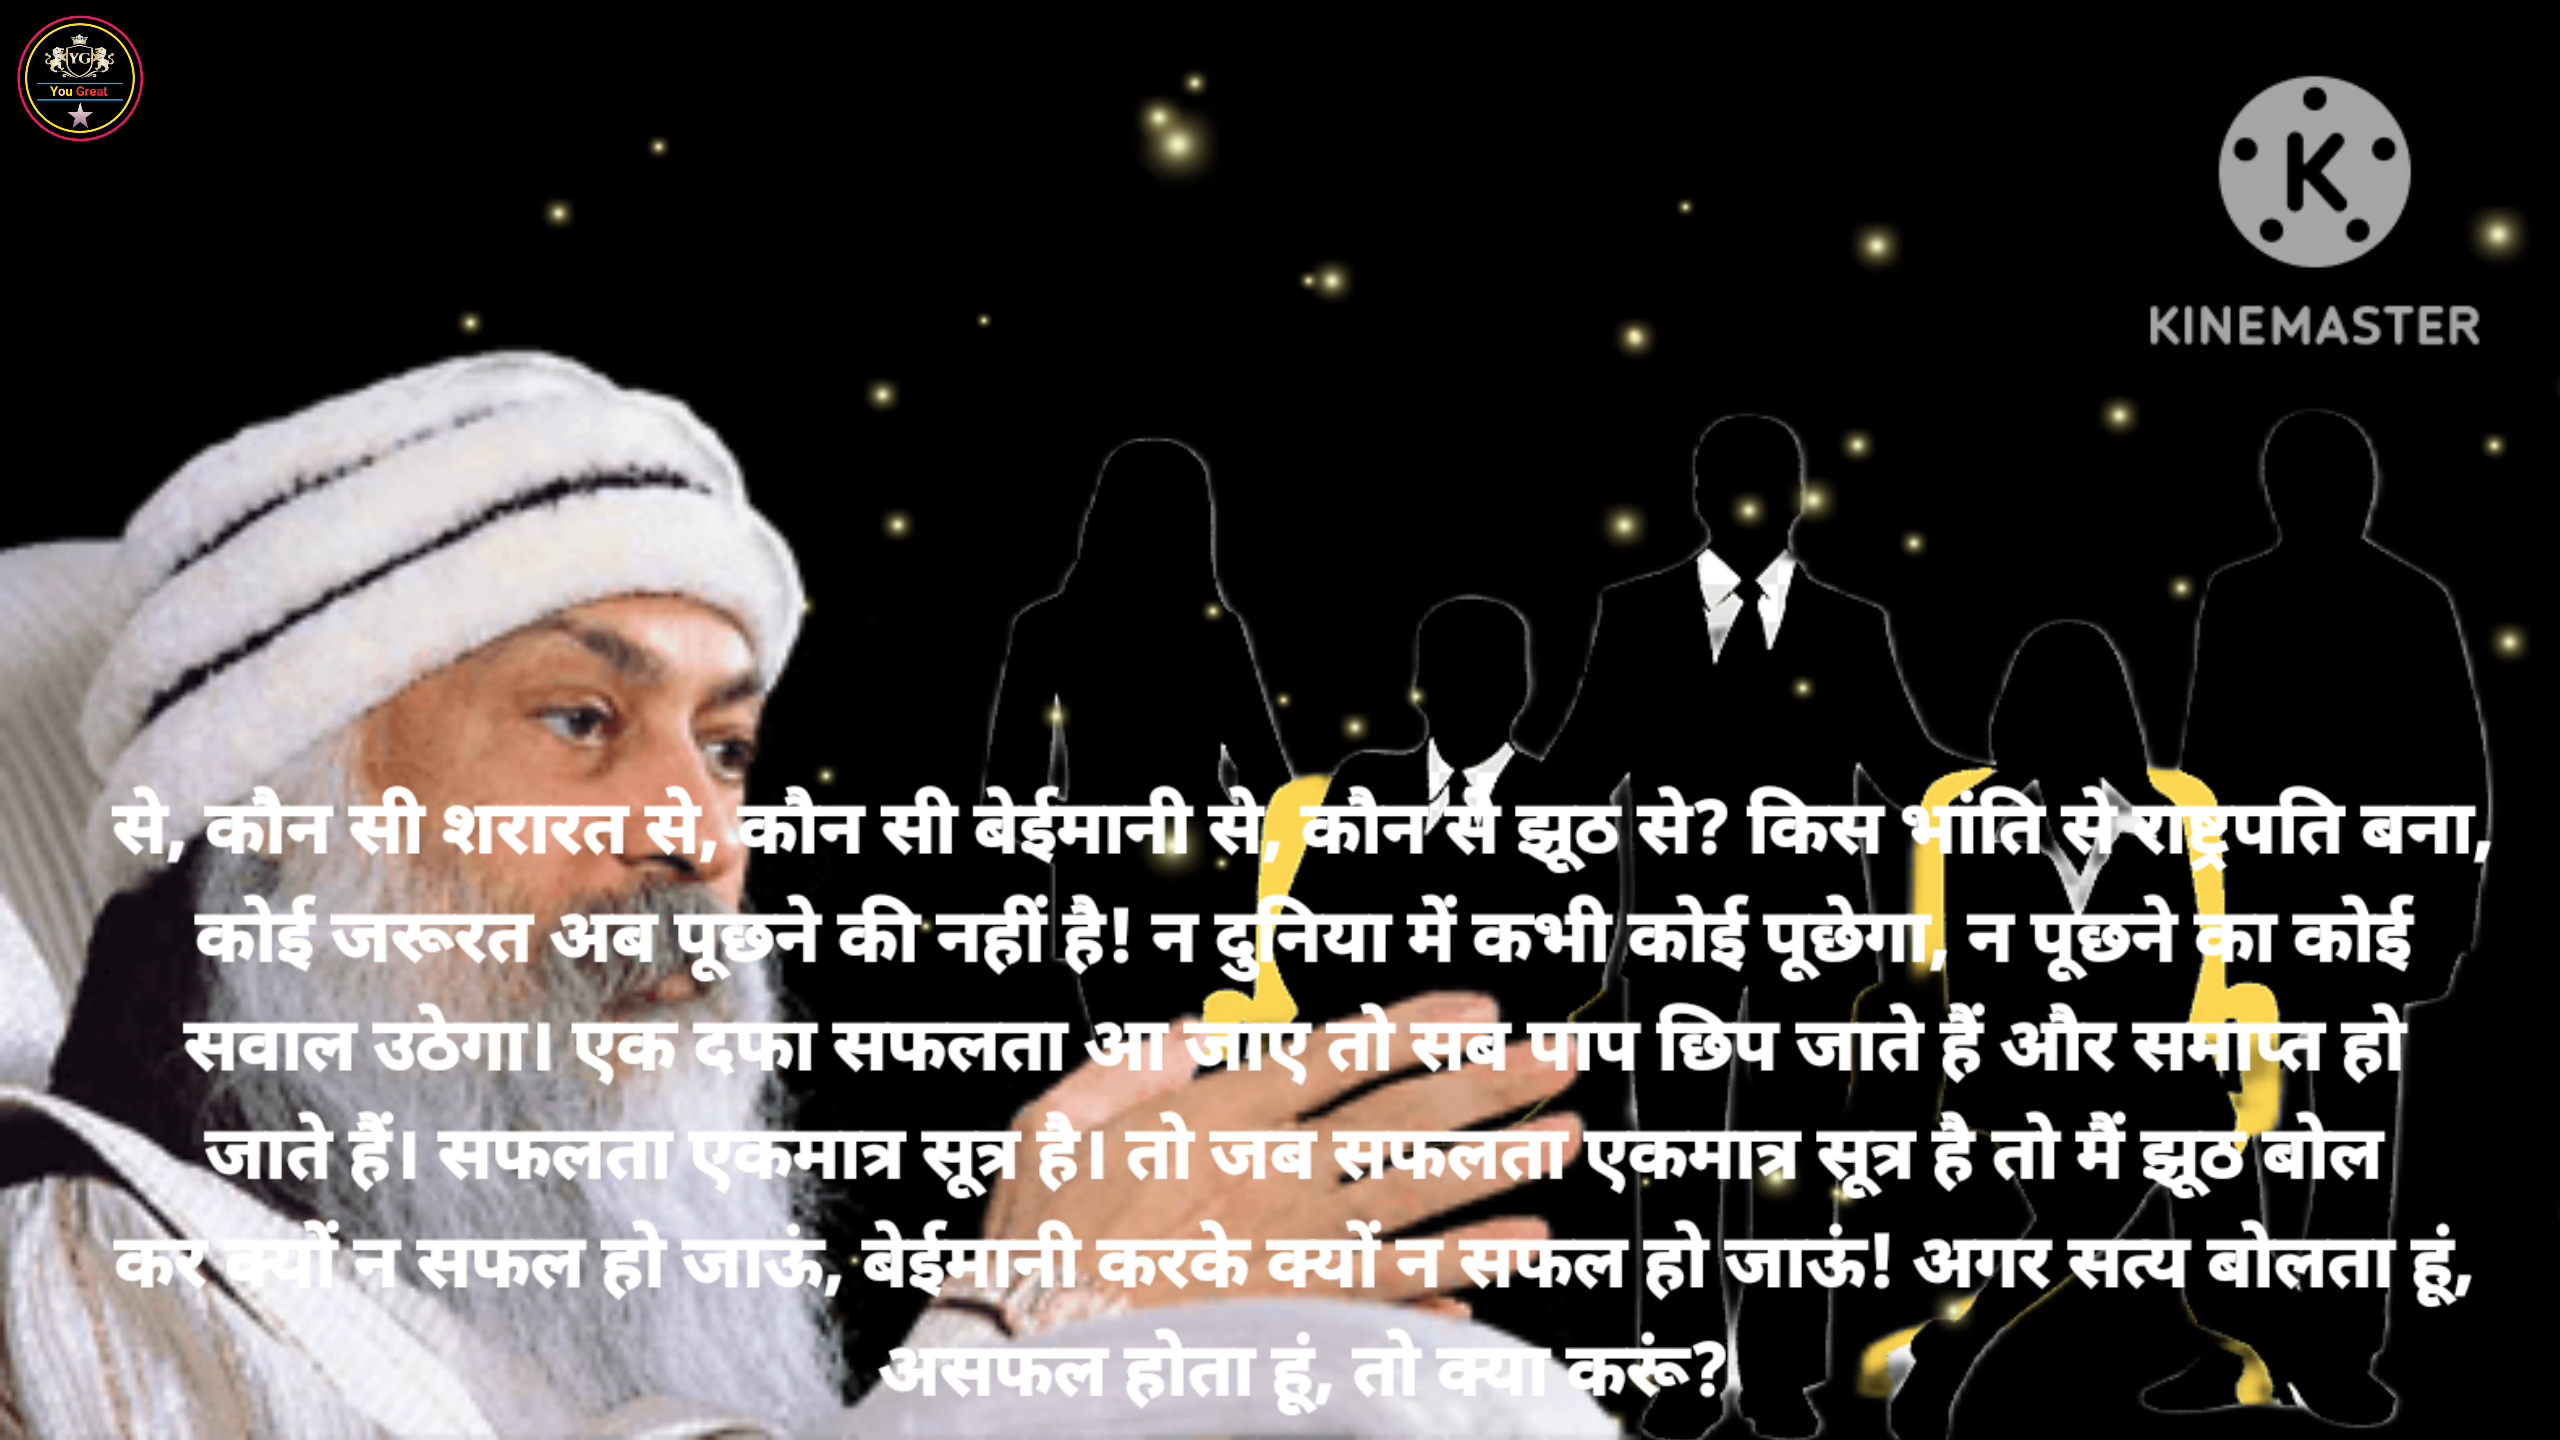 YG
You Great
K
KINEMASTER
से, कौन सी शरारत से, कौन सी बेईमानी से, कौन से झूठ से? किस भांति से राष्ट्रपति बना,
कोई जरूरत अब पूछने की नहीं है! न दुनिया में कभी कोई पूछेगा, न पूछने का कोई
सवाल उठेगा। एक दफा सफलता आ जाए तो सब पाप छिप जाते हैं और समाप्त हो
जाते हैं। सफलता एकमात्र सूत्र है। तो जब सफलता एकमात्र सूत्र है तो मैं झूठ बोल
कर क्यों न सफल हो जाऊं, बेईमानी करके क्यों न सफल हो जाऊं! अगर सत्य बोलता हूं,
असफल होता हूं, तो क्या करूं?